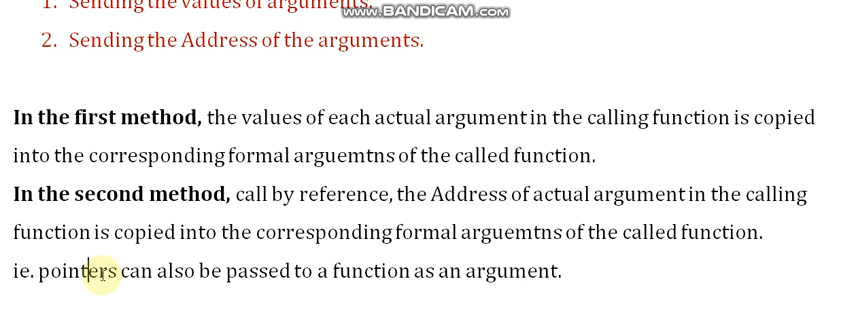 1. Sending the values of arguments.
www.BANDICAM.com
2. Sending the Address of the arguments.
In the first method, the values of each actual argument in the calling function is copied
into the corresponding formal arguemtns of the called function.
In the second method, call by reference, the Address of actual argument in the calling
function is copied into the corresponding formal arguemtns of the called function.
ie. pointers can also be passed to a function as an argument.